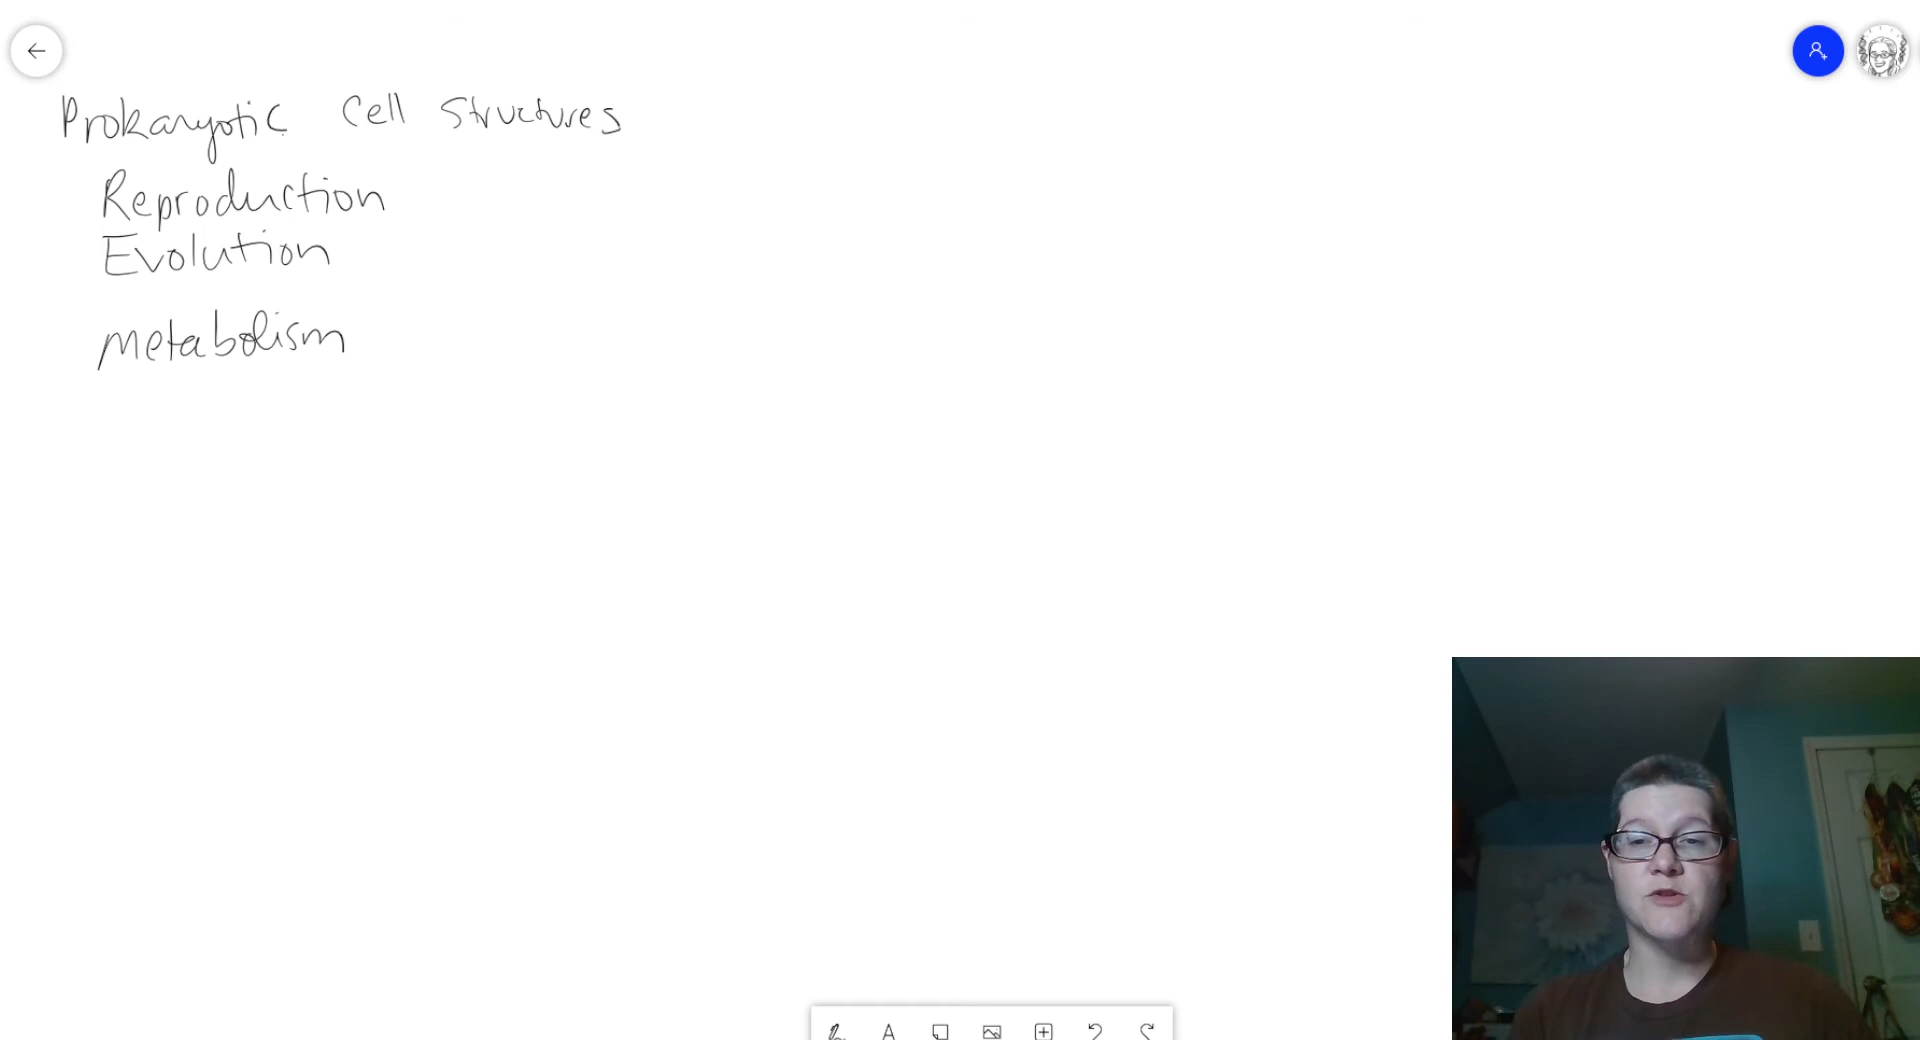 Prokaryotic Cell Structures
Reproduction
Evolution
metabolism